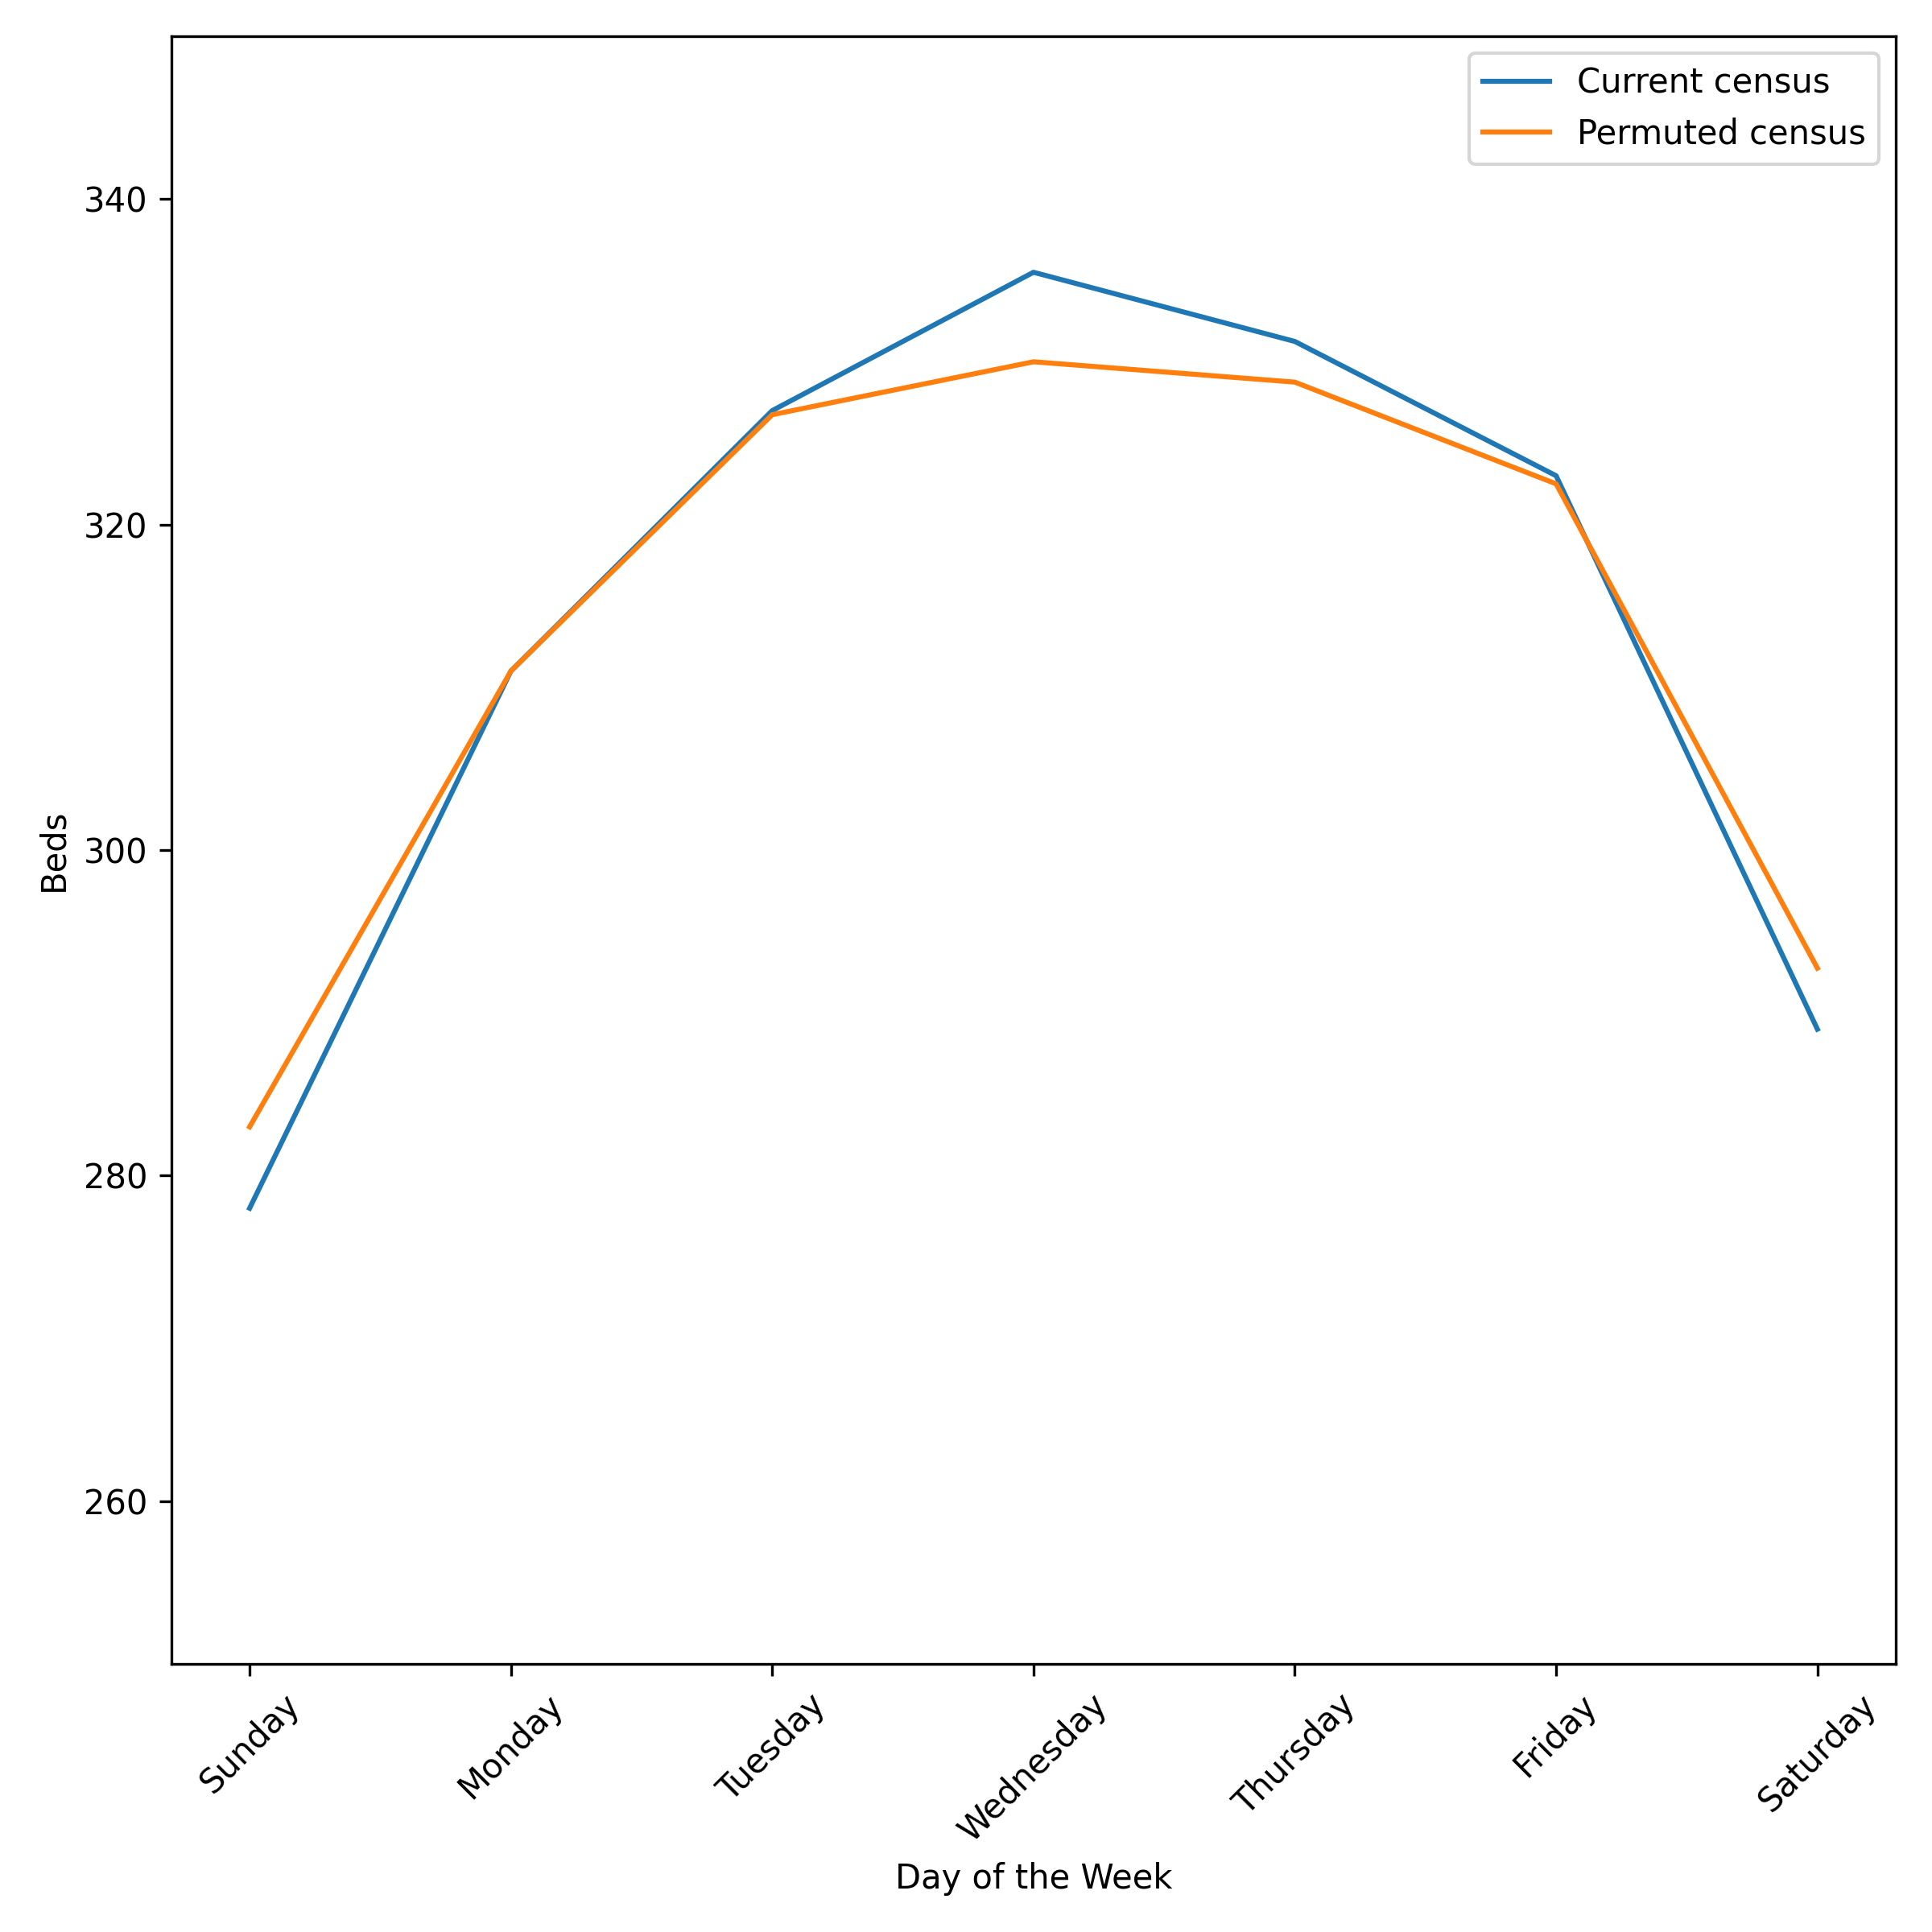 Current census
Permuted census
340
320
300
280
260
Beds
Sunday
Monday
Tuesday
Wednesday
Thursday
Friday
Saturday
Day of the Week